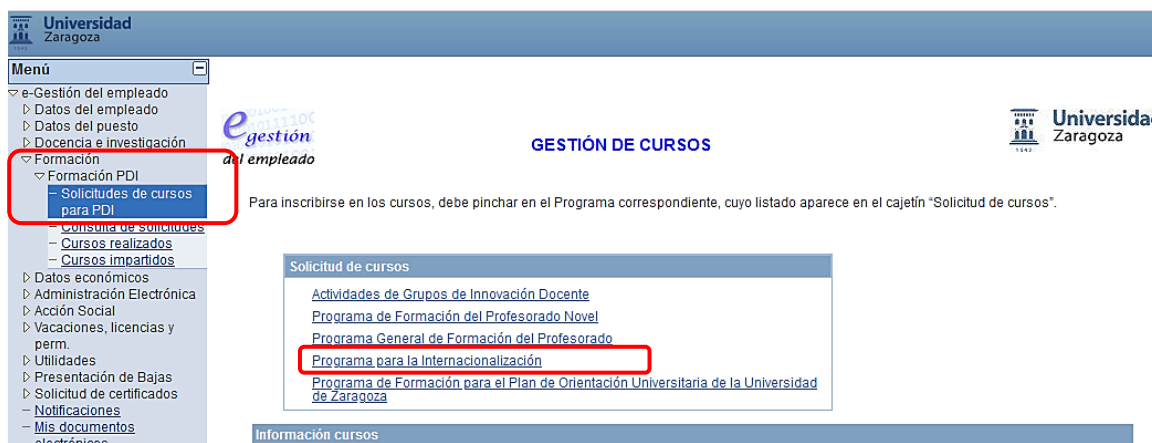 Universidad
Zaragoza
1542
Menú
e-Gestión del empleado
Datos del empleado
Datos del puesto
Docencia e investigación
Formación
Formación PDI
Solicitudes de cursos
para PDI
Consulta de solicitudes
Cursos realizados
Cursos impartidos
Datos económicos
Administración Electrónica
Acción Social
Vacaciones, licencias y
perm.
Utilidades
Presentación de Bajas
Solicitud de certificados
Notificaciones
Mis documentos
electrónicos
e gestión
del empleado
GESTIÓN DE CURSOS
Universida
Zaragoza
1542
Para inscribirse en los cursos, debe pinchar en el Programa correspondiente, cuyo listado aparece en el cajetín “Solicitud de cursos”.
Solicitud de cursos
Actividades de Grupos de Innovación Docente
Programa de Formación del Profesorado Novel
Programa General de Formación del Profesorado
Programa para la Internacionalización
Programa de Formación para el Plan de Orientación Universitaria de la Universidad
de Zaragoza
Información cursos